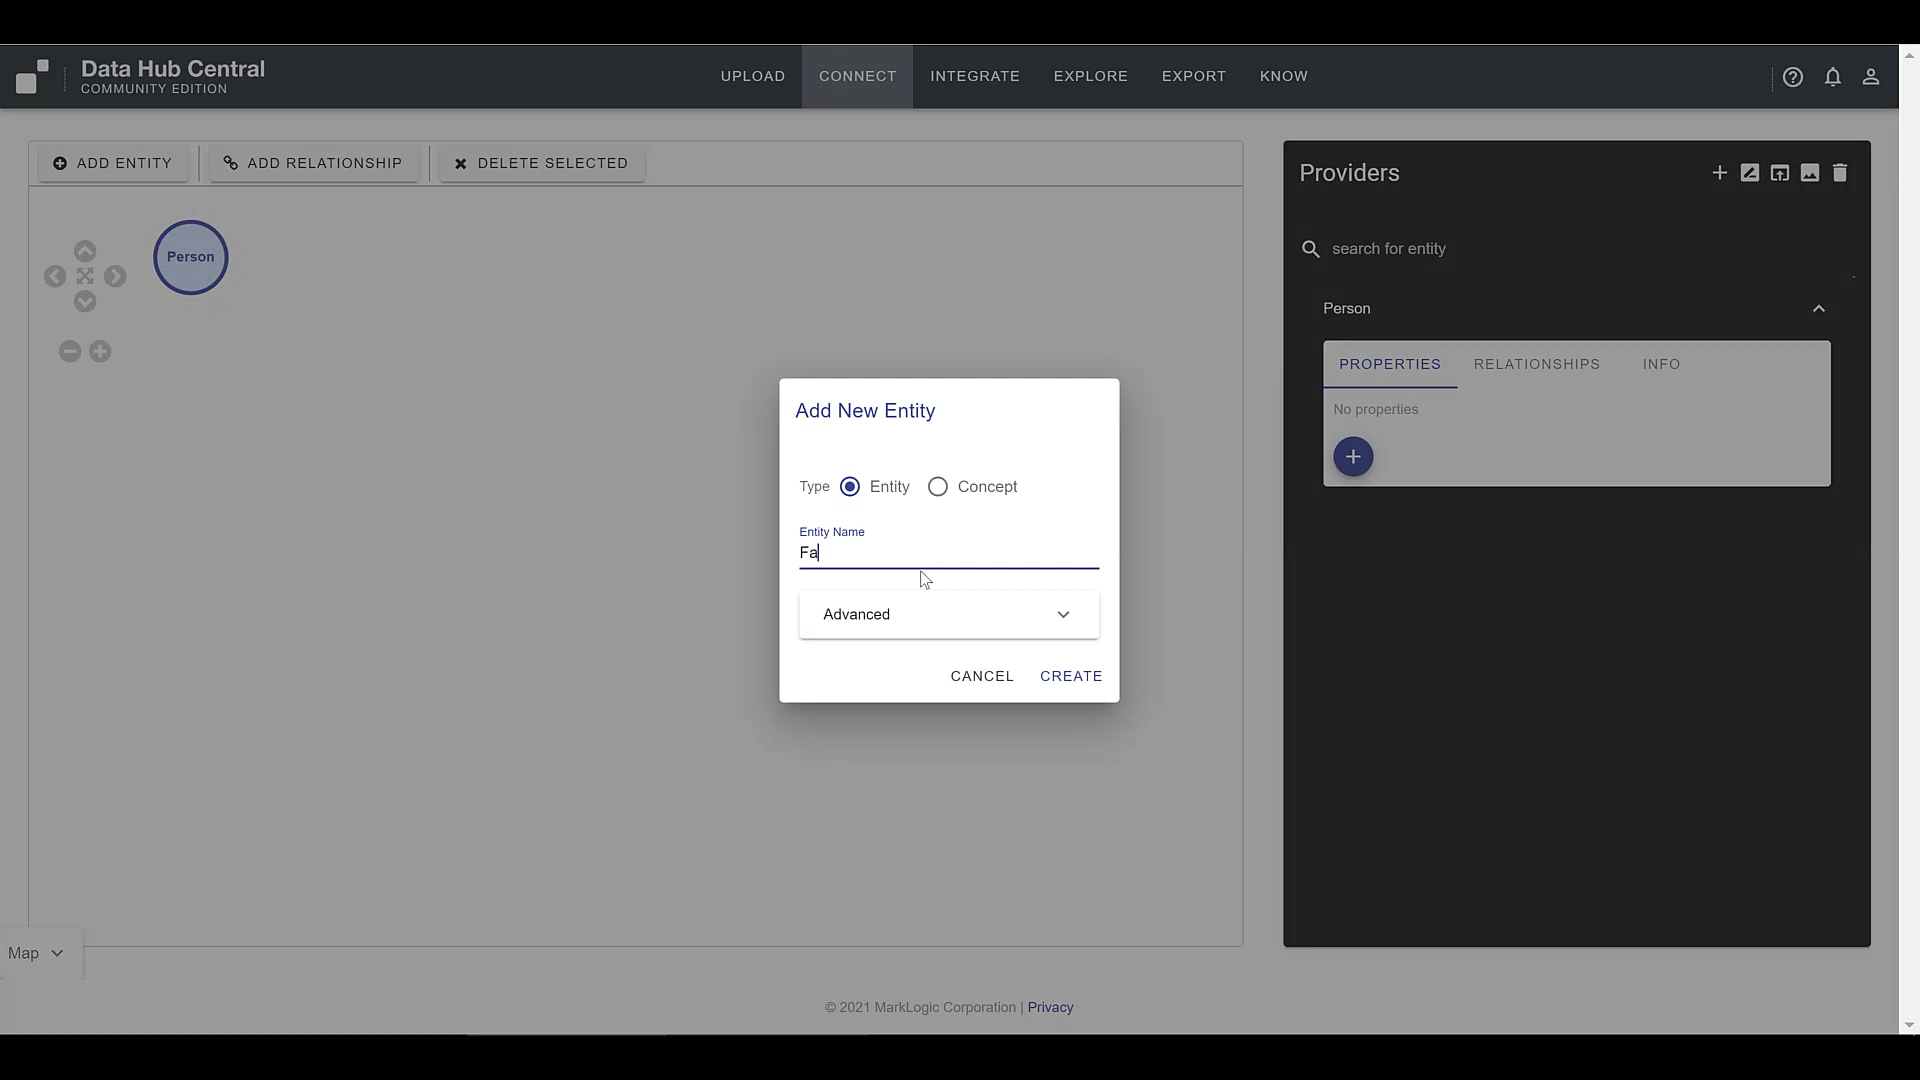 Data Hub Central
COMMUNITY EDITION
UPLOAD
CONNECT
INTEGRATE
EXPLORE
EXPORT
KNOW
ADD ENTITY
ADD RELATIONSHIP
DELETE SELECTED
Person
Map
Add New Entity
Type
Entity
Concept
Entity Name
Fa
Advanced
CANCEL
CREATE
Providers
search for entity
Person
PROPERTIES
RELATIONSHIPS
INFO
No properties
© 2021 MarkLogic Corporation | Privacy